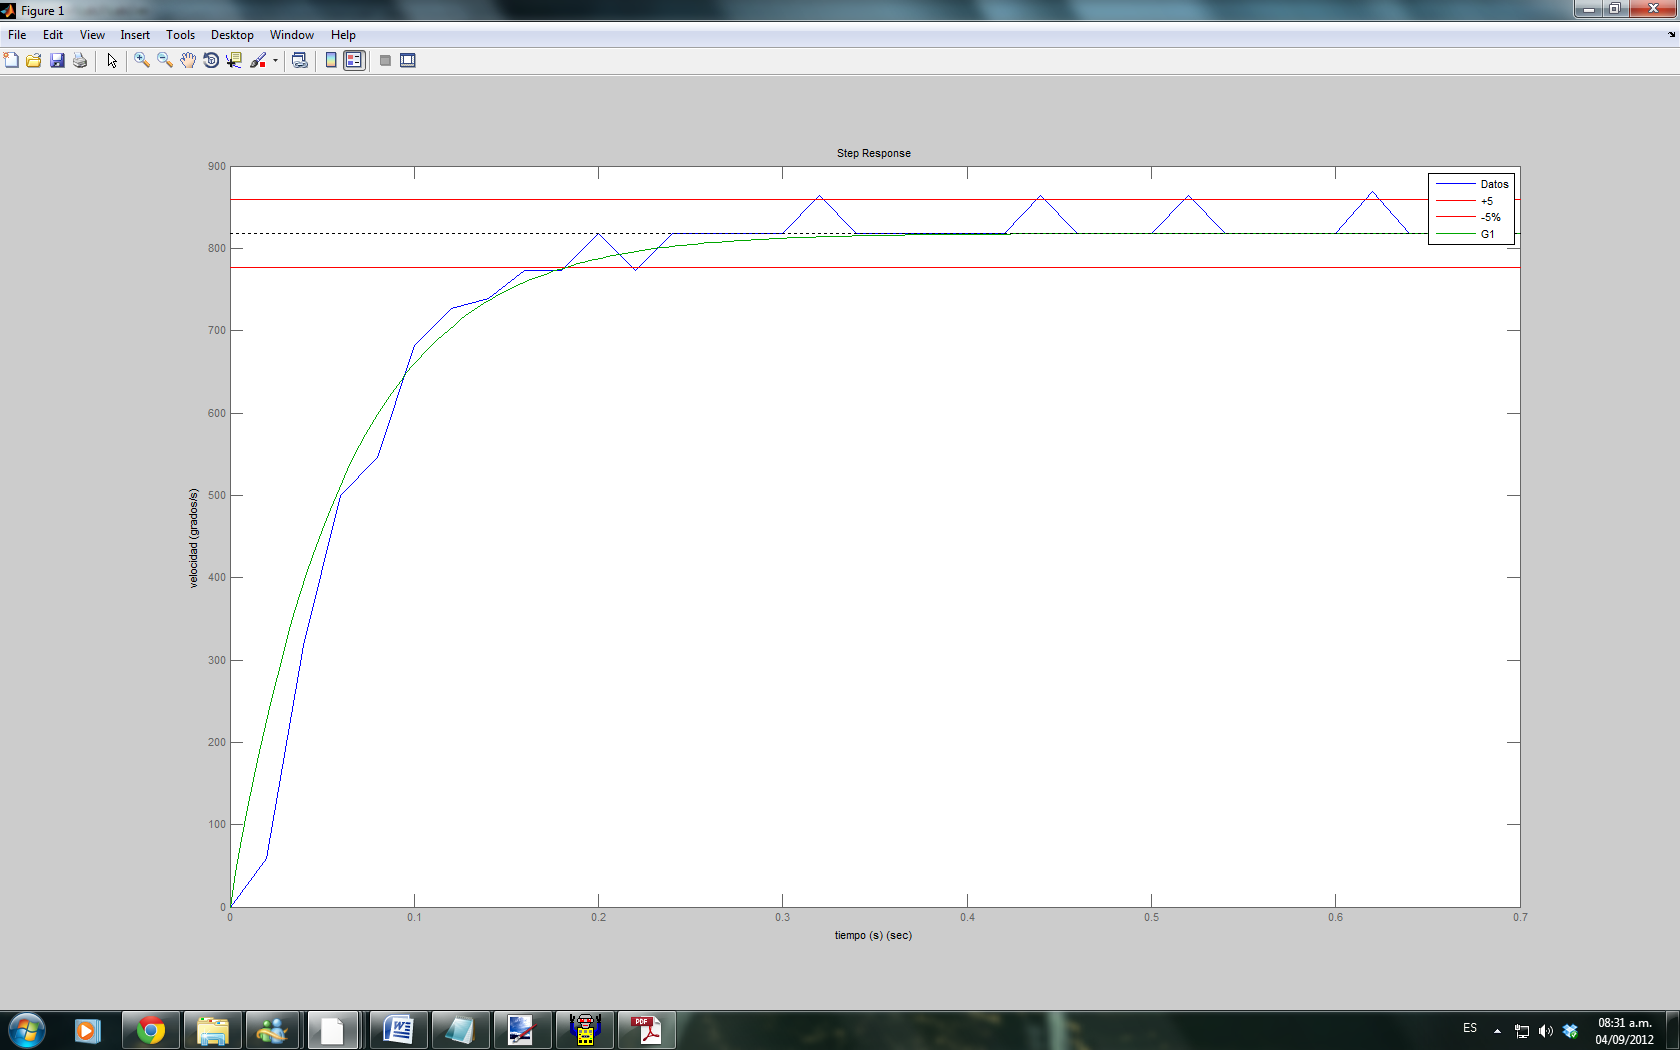 Figure 1
File Edit View Insert Tools Desktop Window Help
Step Response
900
800
700
600
500
400
300
200
100
0
velocidad (grados/s)
Datos
+5
-5%
G1
0 0.1 0.2 0.3 0.4 0.5 0.6 0.7
tiempo (s) (sec)
PDF
ES
08:31 a.m.
04/09/2012